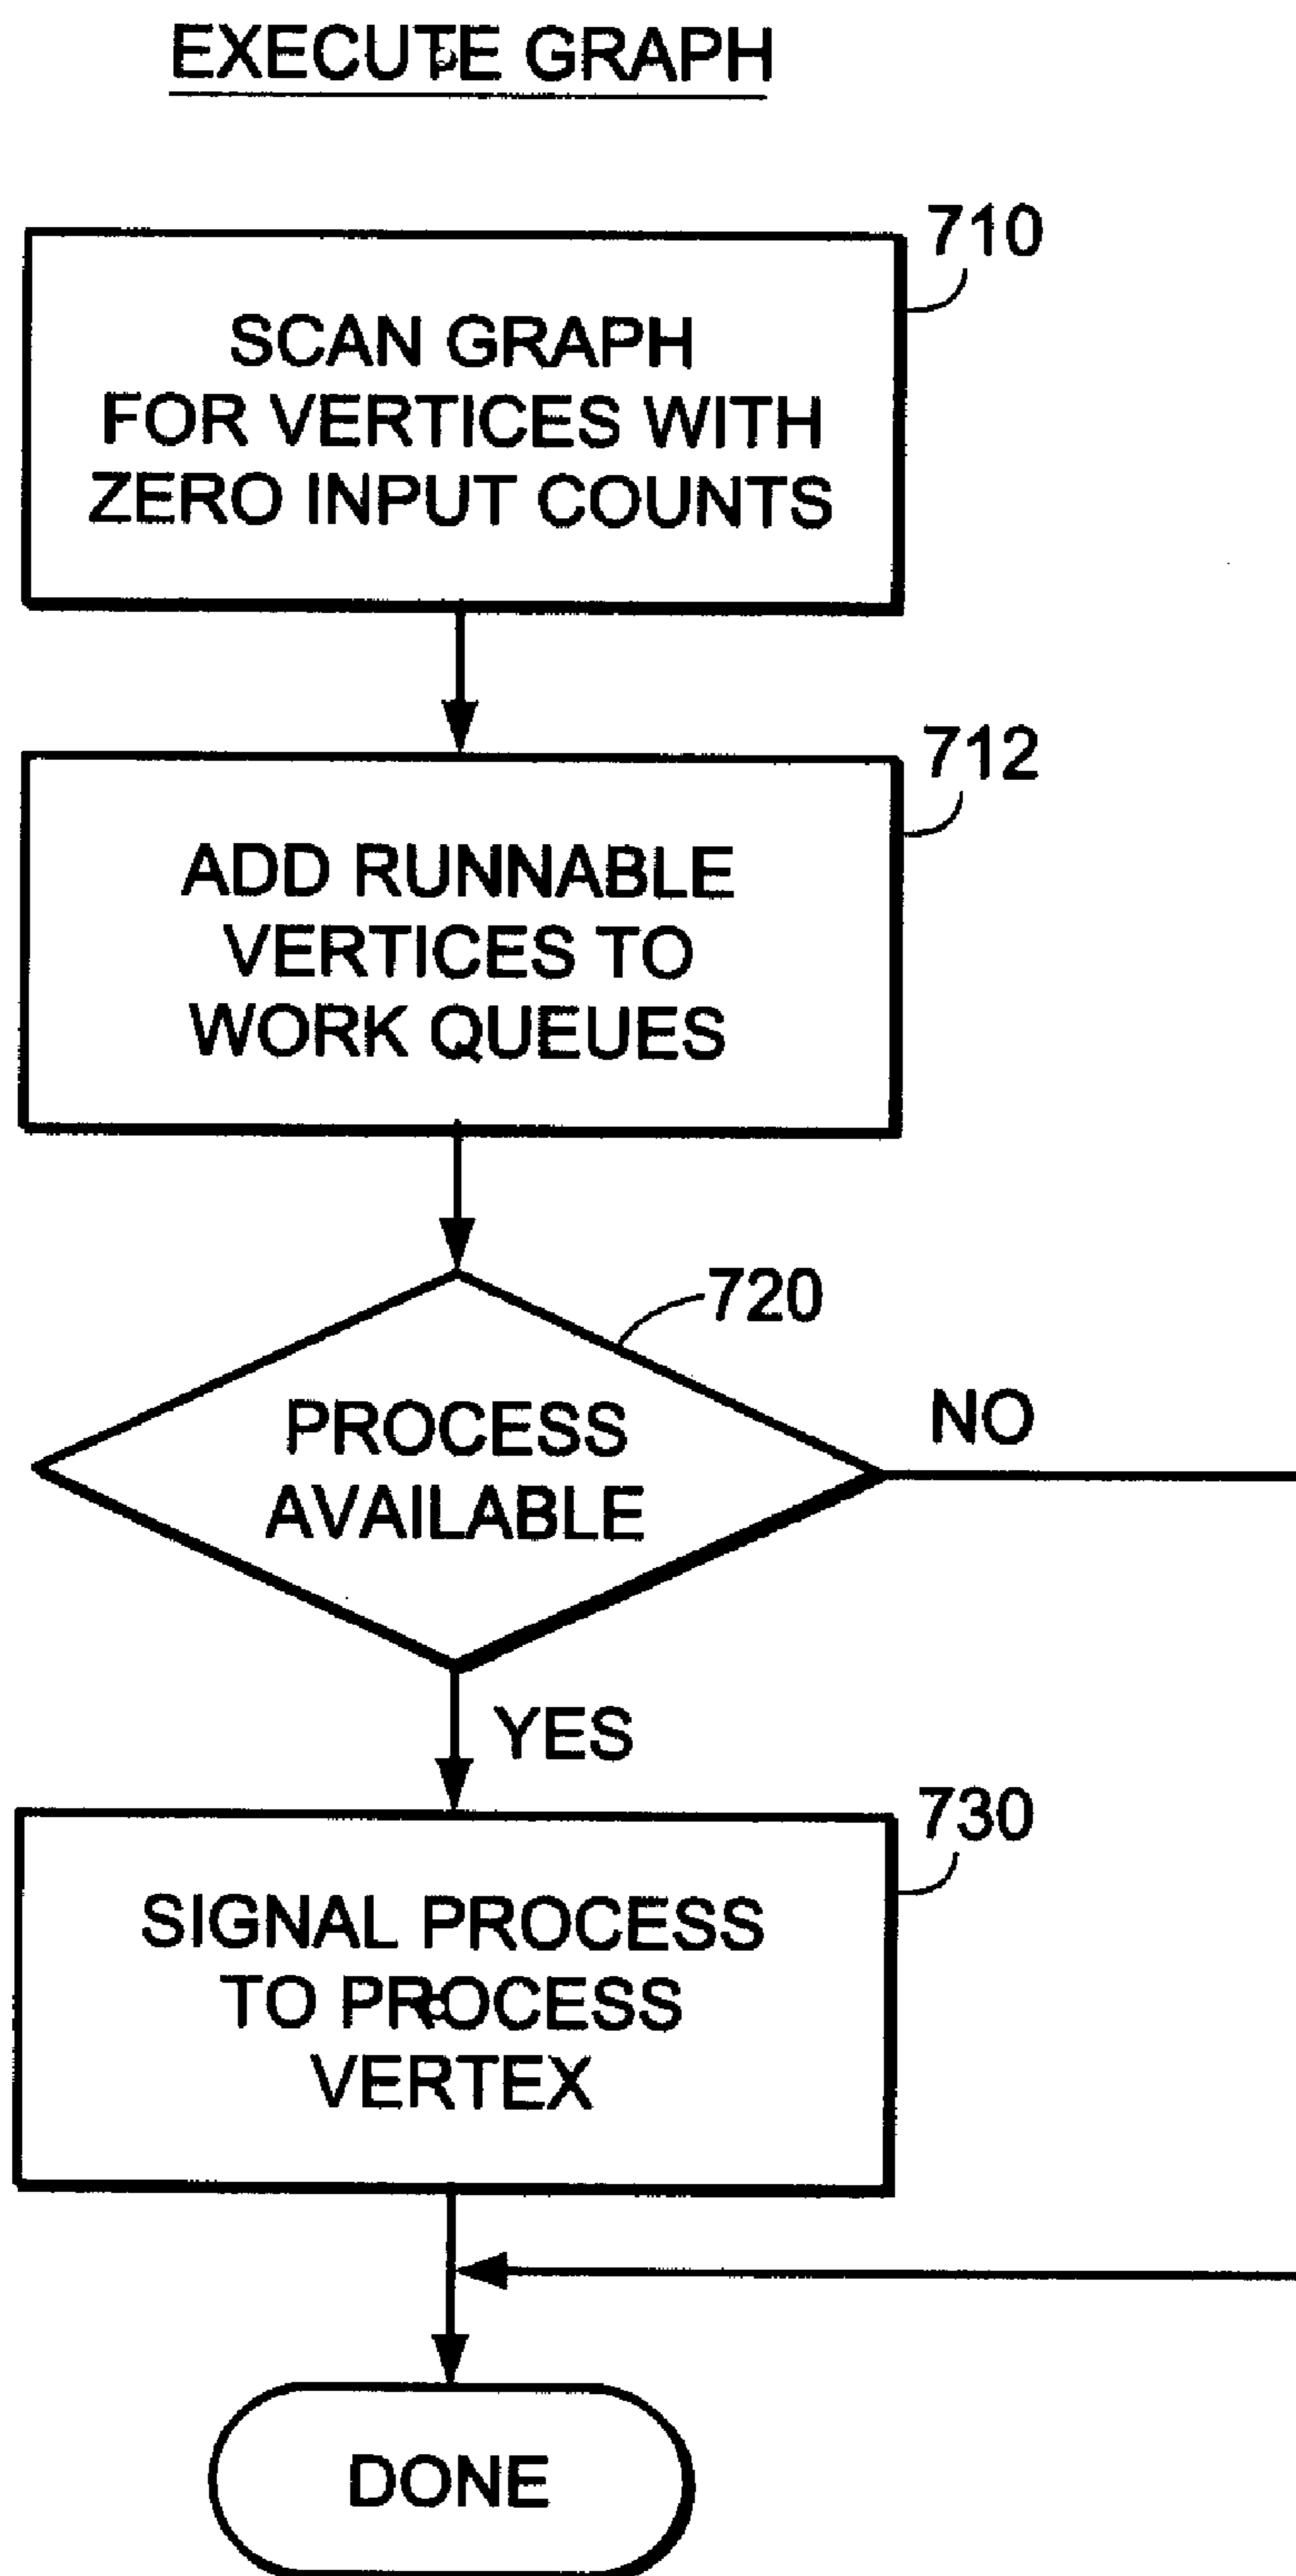 EXECUTE GRAPH
710
SCAN GRAPH
FOR VERTICES WITH
ZERO INPUT COUNTS
712
ADD RUNNABLE
VERTICES TO
WORK QUEUES
720
PROCESS
AVAILABLE
NO
YES
730
SIGNAL PROCESS
TO PROCESS
VERTEX
DONE